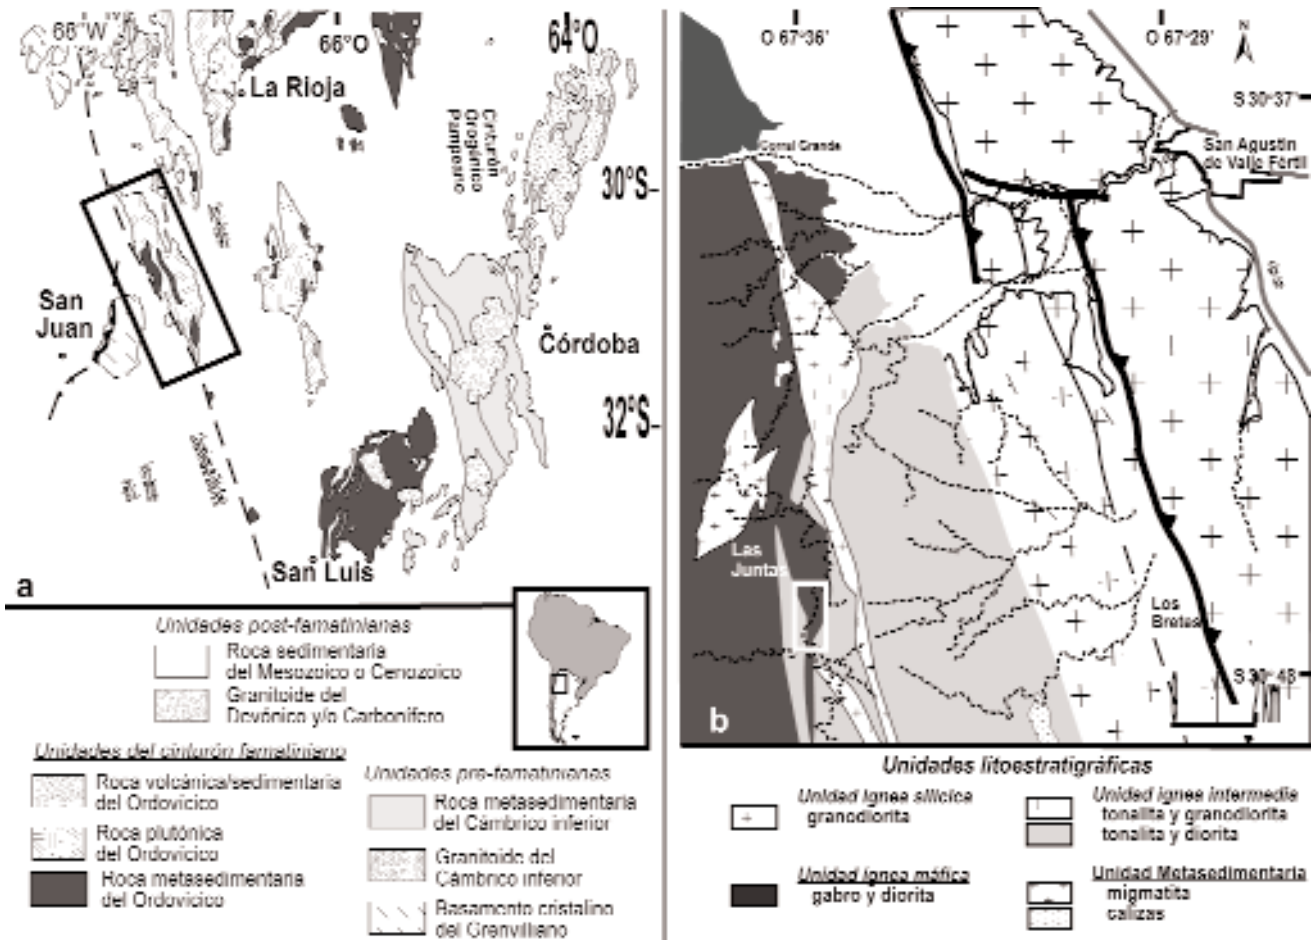 66°W
66°O
64°O
La Rioja
Cinturón
Orogénico
Pampeano
30°S
San
Juan
Córdoba
32°S
San Luis
a
Unidades post-famatinianas
Roca sedimentaria
del Mesozoico o Cenozoico
Granitoide del
Devónico y/o Carbonífero
Unidades del cinturón famatiniano
Roca volcánica/sedimentaria
del Ordovícico
Roca plutónica
del Ordovícico
Roca metasedimentaria
del Ordovícico
Unidades pre-famatinianas
Roca metasedimentaria
del Cámbrico inferior
Granitoide del
Cámbrico inferior
Basamento cristalino
del Grenvilliano
O 67°36'
O 67°29'
N
S 30°37'
Corral Grande
San Agustín
de Valle Fértil
Las
Juntas
Los
Bretes
S 30°43'
b
Unidades litoestratigráficas
Unidad ígnea silícica
granodiorita
Unidad ígnea máfica
gabro y diorita
Unidad ígnea intermedia
tonalita y granodiorita
tonalita y diorita
Unidad Metasedimentaria
migmatita
calizas